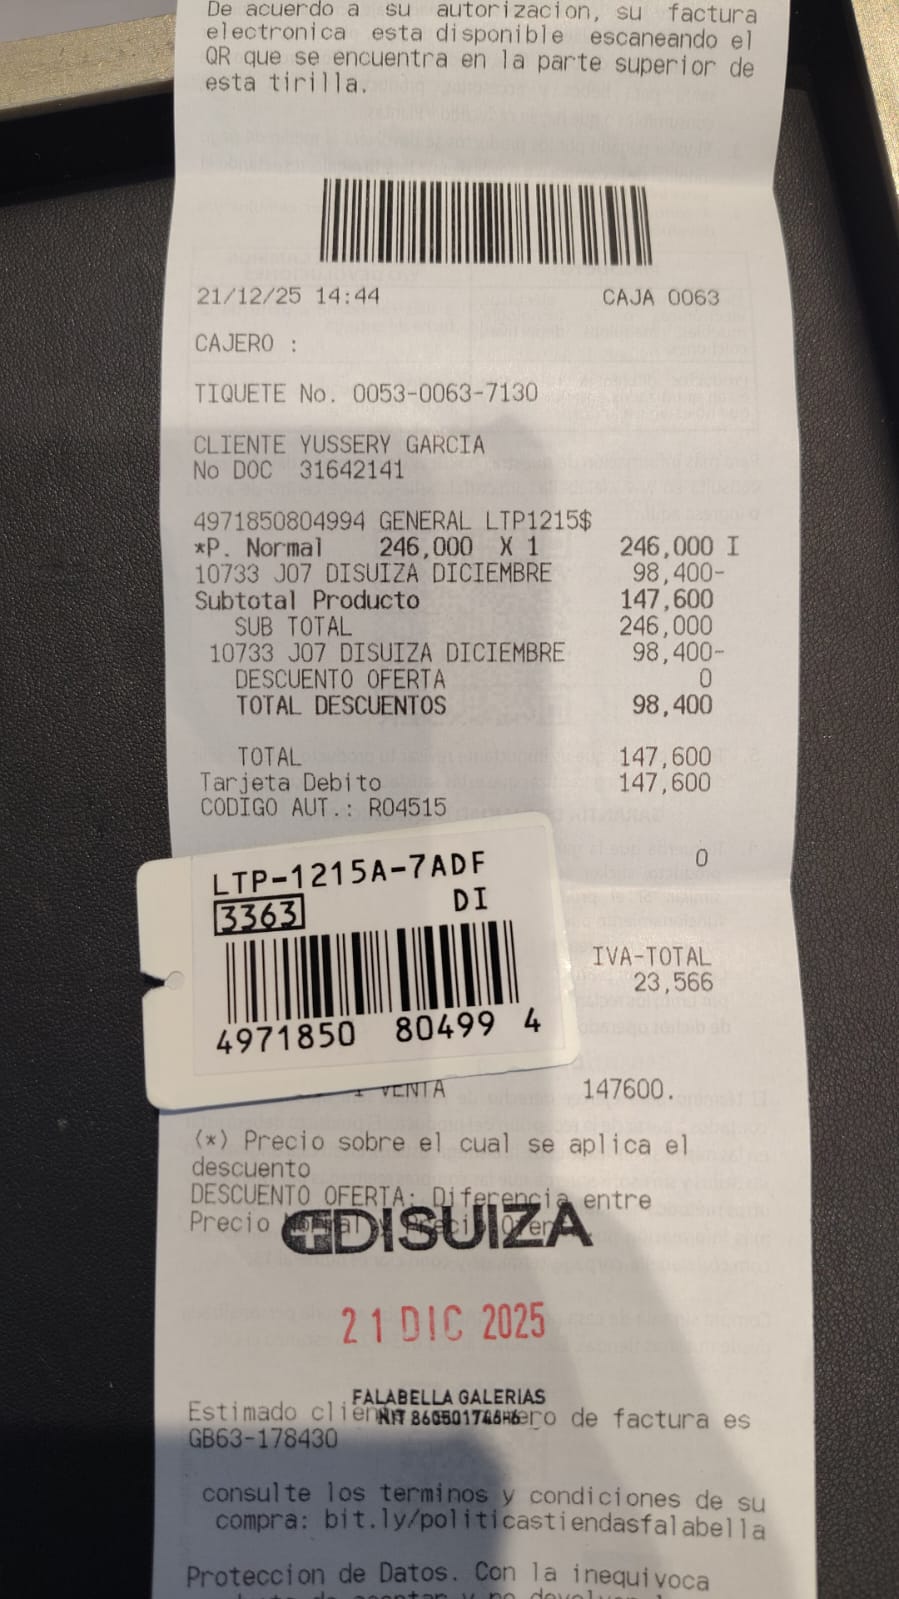 De acuerdo a su autorizacion, su factura
electronica esta disponible escaneando el
QR que se encuentra en la parte superior de
esta tirilla.
21/12/25 14:44 CAJA 0063
CAJERO :
TIQUETE No. 0053-0063-7130
CLIENTE YUSSERY GARCIA
No DOC 31642141
4971850804994 GENERAL LTP1215$
*P. Normal 246,000 X 1 246,000 I
10733 J07 DISUIZA DICIEMBRE 98,400-
Subtotal Producto 147,600
SUB TOTAL 246,000
10733 J07 DISUIZA DICIEMBRE 98,400-
DESCUENTO OFERTA 0
TOTAL DESCUENTOS 98,400
TOTAL 147,600
Tarjeta Debito 147,600
CODIGO AUT.: R04515
0
LTP-1215A-7ADF
3363 DI
4971850 80499 4
IVA-TOTAL
23,566
VENTA 147600.
(*) Precio sobre el cual se aplica el
descuento
DESCUENTO OFERTA: Diferencia entre
Precio Normal y Precio Ofer
DISUIZA
21 DIC 2025
FALABELLA GALERIAS
NIT
Estimado de factura es
GB63-178430
consulte los terminos y condiciones de su
compra: bit.ly/politicastiendasfalabella
Proteccion de Datos. Con la inequivoca